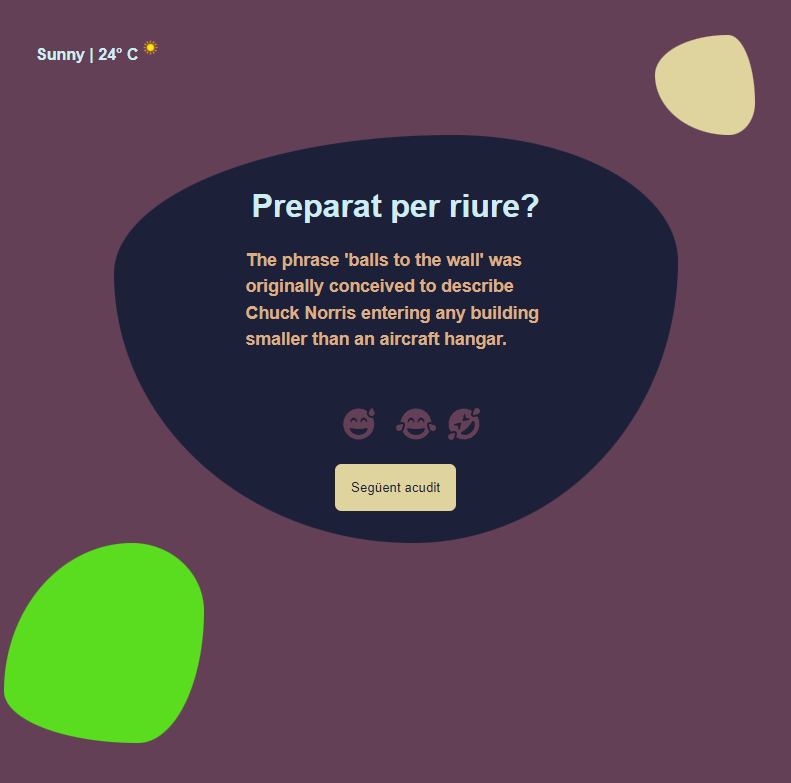 Sunny | 24° C
Preparat per riure?
The phrase 'balls to the wall' was
originally conceived to describe
Chuck Norris entering any building
smaller than an aircraft hangar.
Següent acudit